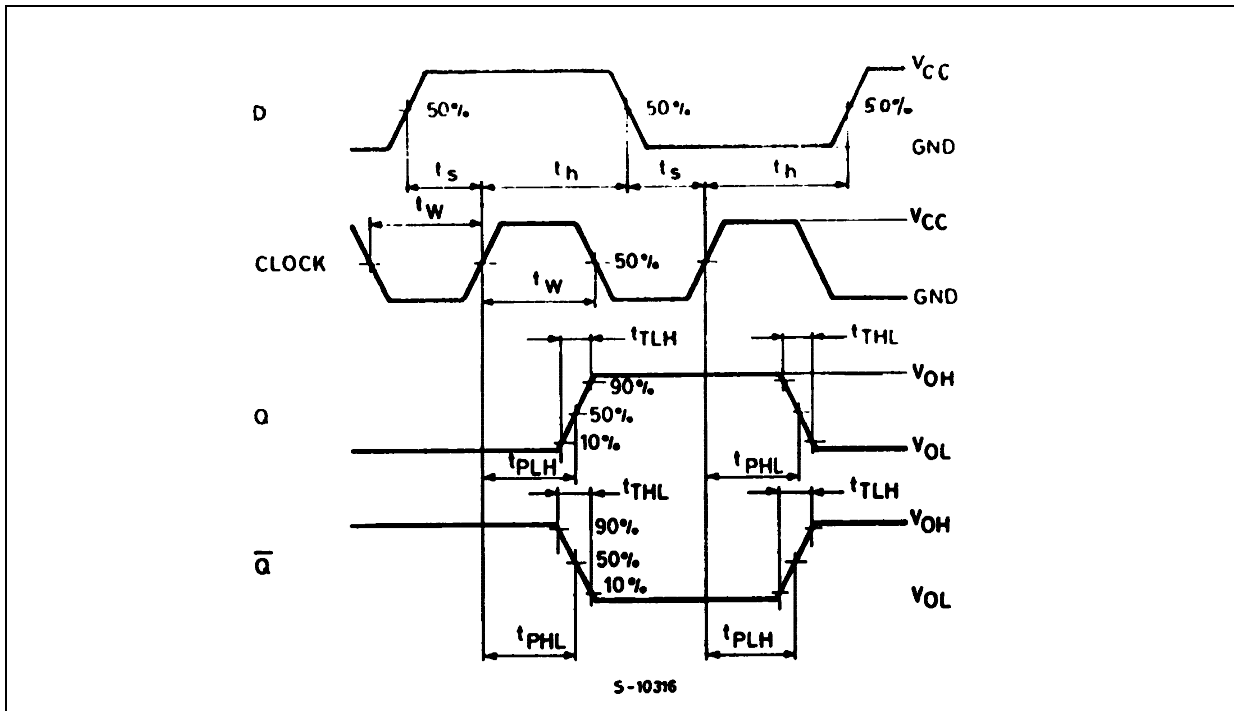 VCC
D 50% 50% 50%
GND
ts th ts th
tW
VCC
CLOCK 50%
tW
GND
tTLH tTHL
VOH
90%
Q 50%
10%
VOL
tPLH tPHL
tTHL tTLH
VOH
90%
Q̅ 50%
10%
VOL
tPHL tPLH
S-10316